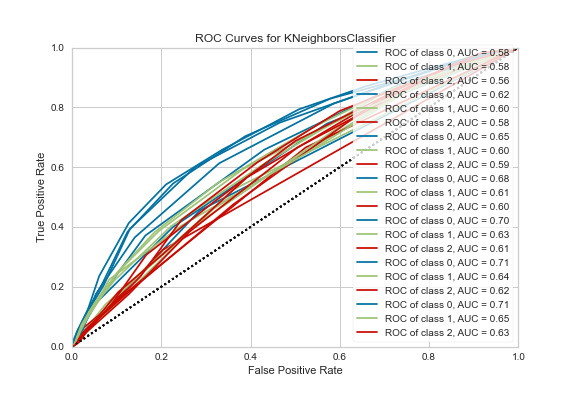 ROC Curves for KNeighborsClassifier
1.0
0.8
0.6
0.4
0.2
0.0
True Positive Rate
ROC of class 0, AUC = 0.58
ROC of class 1, AUC = 0.58
ROC of class 2, AUC = 0.56
ROC of class 0, AUC = 0.62
ROC of class 1, AUC = 0.60
ROC of class 2, AUC = 0.58
ROC of class 0, AUC = 0.65
ROC of class 1, AUC = 0.60
ROC of class 2, AUC = 0.59
ROC of class 0, AUC = 0.68
ROC of class 1, AUC = 0.61
ROC of class 2, AUC = 0.60
ROC of class 0, AUC = 0.70
ROC of class 1, AUC = 0.63
ROC of class 2, AUC = 0.61
ROC of class 0, AUC = 0.71
ROC of class 1, AUC = 0.64
ROC of class 2, AUC = 0.62
ROC of class 0, AUC = 0.71
ROC of class 1, AUC = 0.65
ROC of class 2, AUC = 0.63
0.0 0.2 0.4 0.6 0.8 1.0
False Positive Rate